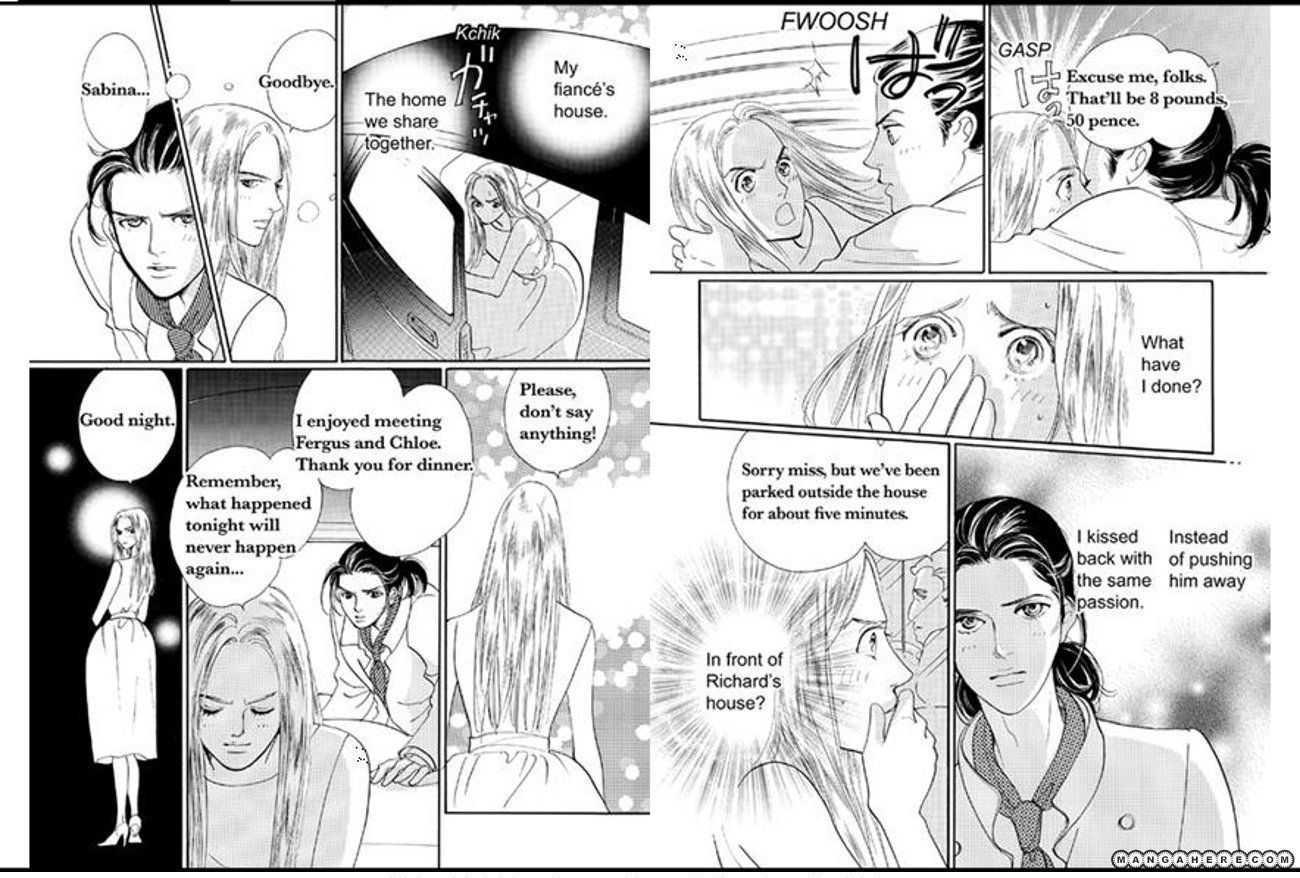 GASP
はっ
Excuse me, folks.
That'll be 8 pounds,
50 pence.
FWOOSH
ばっ
What
have
I done?
Instead
of pushing
him away
I kissed
back with
the same
passion.
Sorry miss, but we've been
parked outside the house
for about five minutes.
In front of
Richard's
house?
My
fiancé's
house.
Kchik
ガチャッ
The home
we share
together.
Goodbye.
Sabina...
Please,
don't say
anything!
I enjoyed meeting
Fergus and Chloe.
Thank you for dinner.
Remember,
what happened
tonight will
never happen
again...
Good night.
MANGAHERE.COM